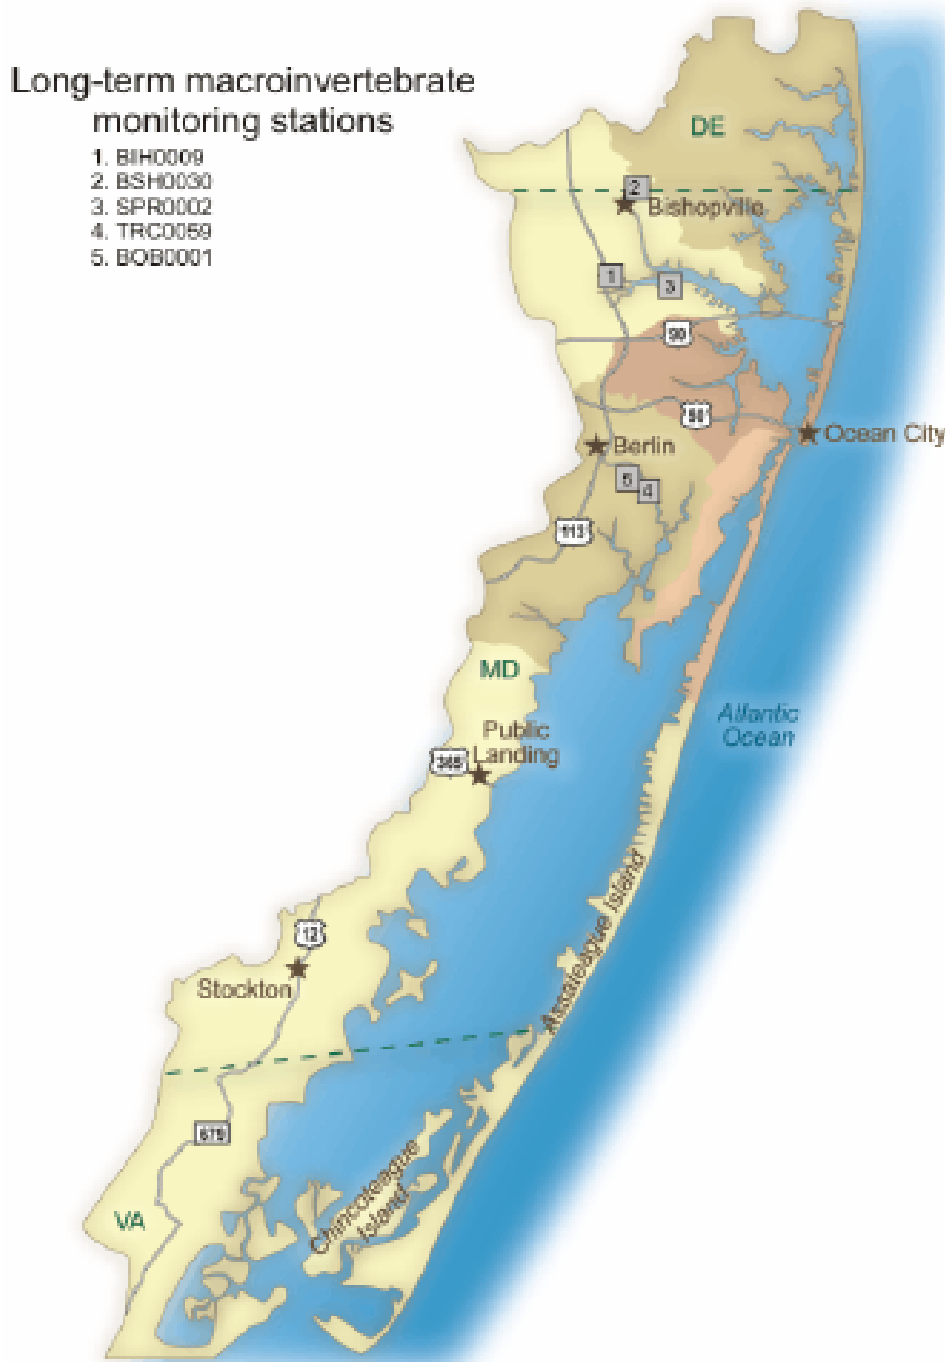 Long-term macroinvertebrate
monitoring stations
1. BIH0009
2. BSH0030
3. SPR0002
4. TRC0059
5. BOB0001
DE
2
Bishopville
1
3
90
50
Ocean City
Berlin
5
4
113
MD
Atlantic
Ocean
Public
Landing
365
Assateague Island
12
Stockton
679
Chincoteague
Island
VA